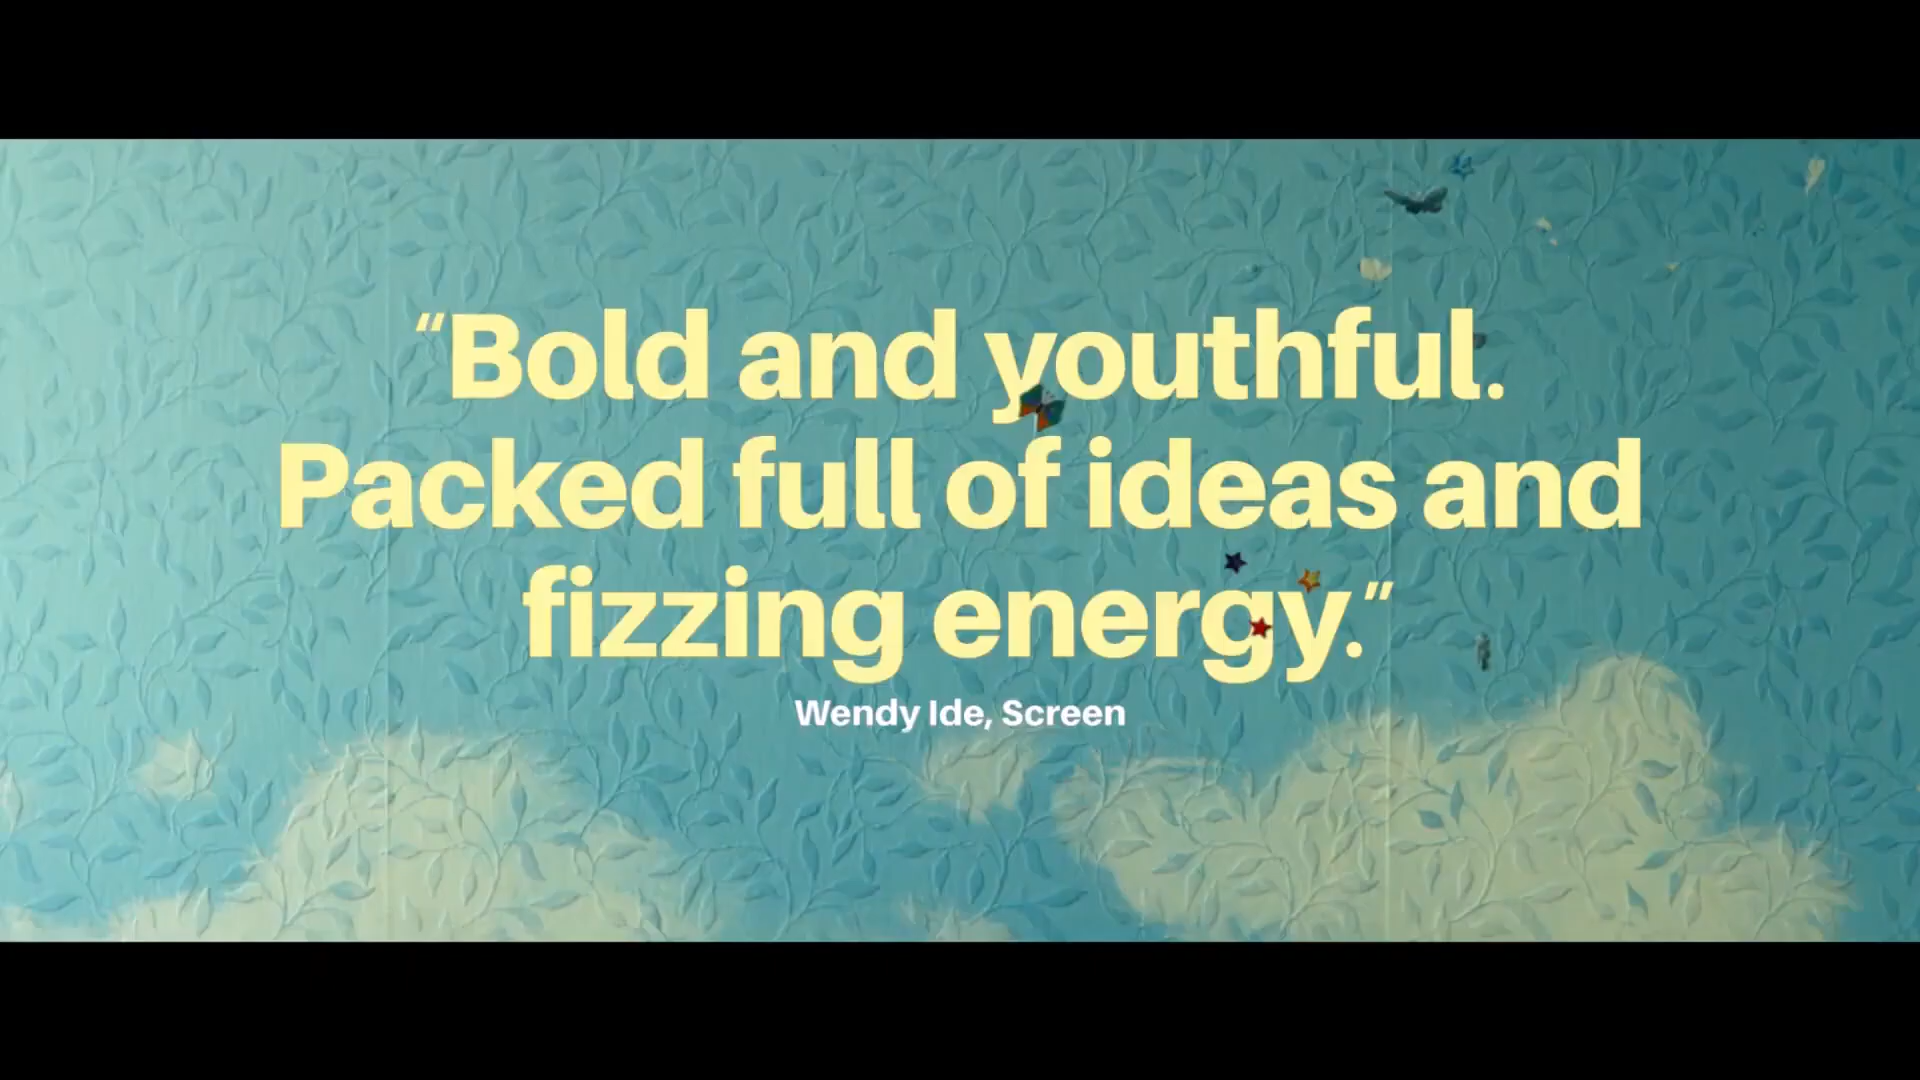 “Bold and youthful.
Packed full of ideas and
fizzing energy.”
Wendy Ide, Screen